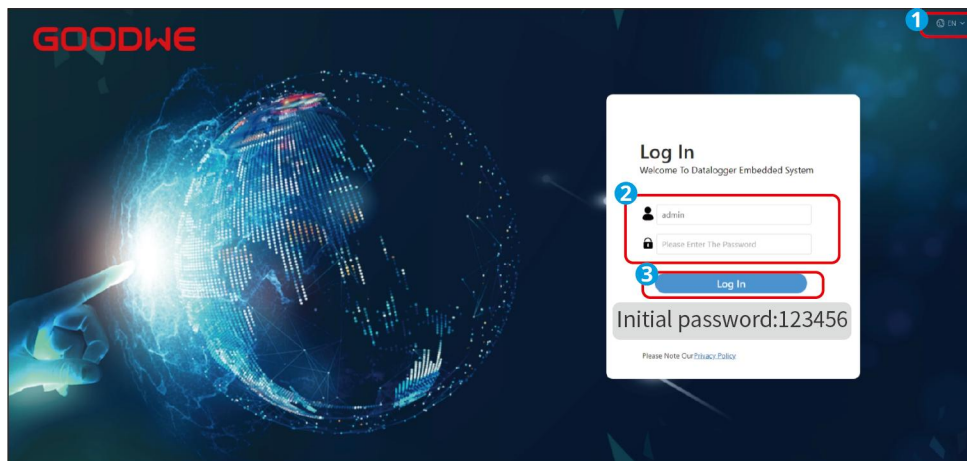 GOODWE
1
EN
Log In
Welcome To Datalogger Embedded System
2
admin
Please Enter The Password
3
Log In
Initial password:123456
Please Note Our Privacy Policy